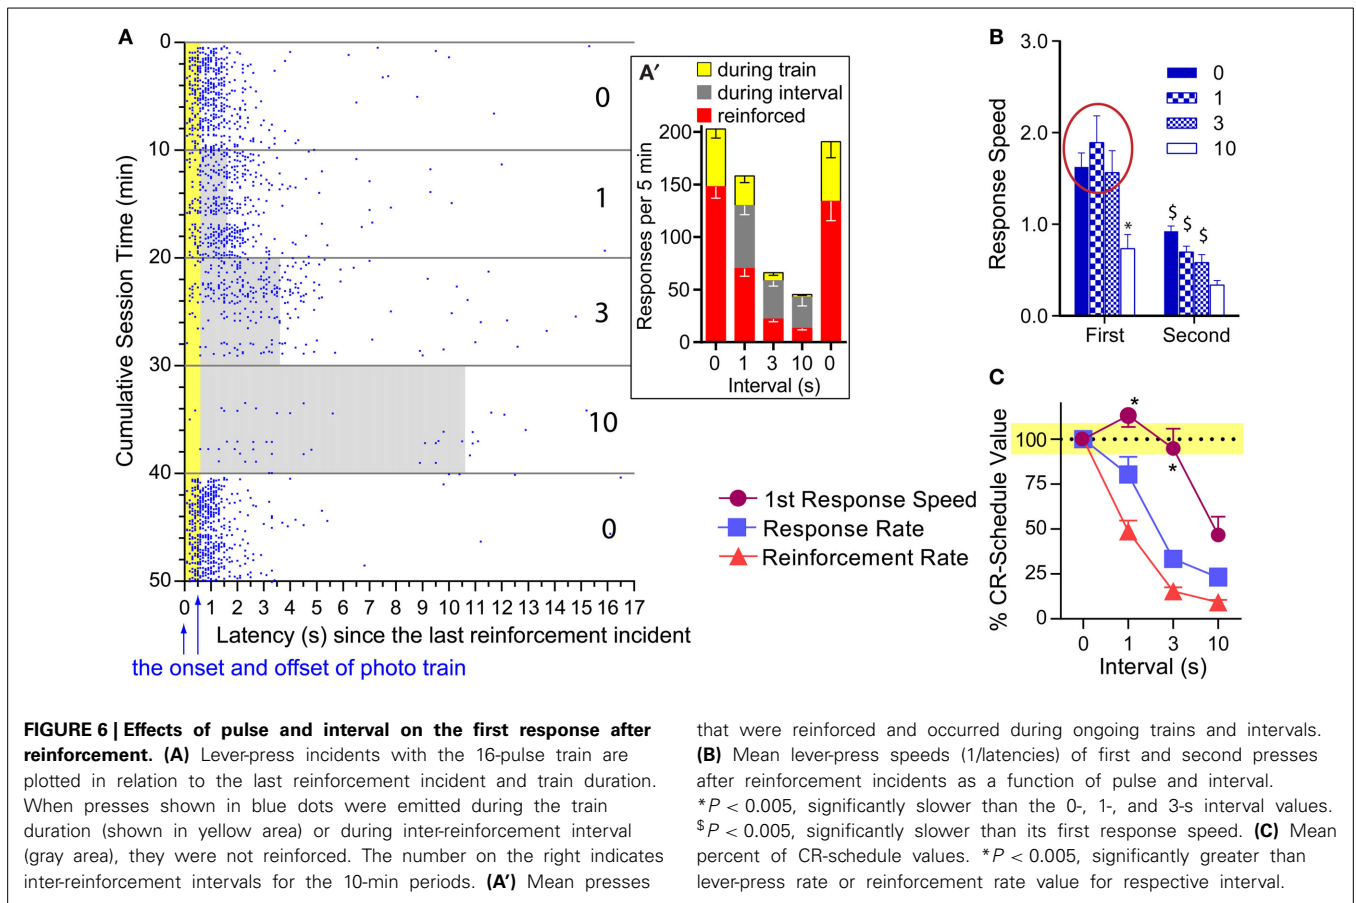 A
Cumulative Session Time (min)
0
10
20
30
40
50
0
1
3
10
0
0 1 2 3 4 5 6 7 8 9 10 11 12 13 14 15 16 17
Latency (s) since the last reinforcement incident
the onset and offset of photo train
A′
during train
during interval
reinforced
Responses per 5 min
200
150
100
50
0
0 1 3 10 0
Interval (s)
B
Response Speed
3.0
2.0
1.0
0.0
0
1
3
10
*
$ $ $
First Second
C
% CR-Schedule Value
100
75
50
25
0
*
*
0 1 3 10
Interval (s)
1st Response Speed
Response Rate
Reinforcement Rate
FIGURE 6 | Effects of pulse and interval on the first response after
reinforcement. (A) Lever-press incidents with the 16-pulse train are
plotted in relation to the last reinforcement incident and train duration.
When presses shown in blue dots were emitted during the train
duration (shown in yellow area) or during inter-reinforcement interval
(gray area), they were not reinforced. The number on the right indicates
inter-reinforcement intervals for the 10-min periods. (A′) Mean presses
that were reinforced and occurred during ongoing trains and intervals.
(B) Mean lever-press speeds (1/latencies) of first and second presses
after reinforcement incidents as a function of pulse and interval.
*P < 0.005, significantly slower than the 0-, 1-, and 3-s interval values.
$P < 0.005, significantly slower than its first response speed. (C) Mean
percent of CR-schedule values. *P < 0.005, significantly greater than
lever-press rate or reinforcement rate value for respective interval.